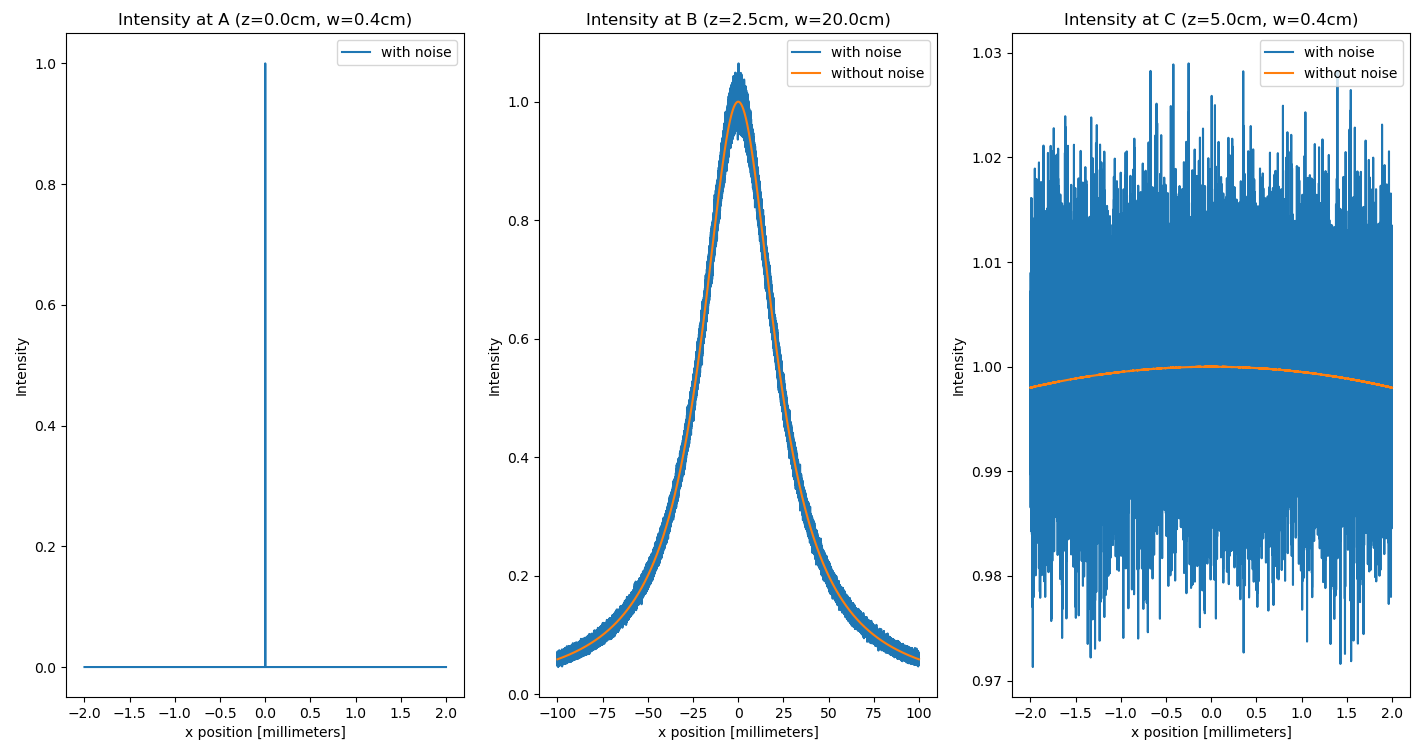 Intensity at A (z=0.0cm, w=0.4cm)
with noise
1.0
0.8
0.6
0.4
0.2
0.0
Intensity
−2.0 −1.5 −1.0 −0.5 0.0 0.5 1.0 1.5 2.0
x position [millimeters]
Intensity at B (z=2.5cm, w=20.0cm)
with noise
without noise
1.0
0.8
0.6
0.4
0.2
0.0
Intensity
−100 −75 −50 −25 0 25 50 75 100
x position [millimeters]
Intensity at C (z=5.0cm, w=0.4cm)
with noise
without noise
1.03
1.02
1.01
1.00
0.99
0.98
0.97
Intensity
−2.0 −1.5 −1.0 −0.5 0.0 0.5 1.0 1.5 2.0
x position [millimeters]